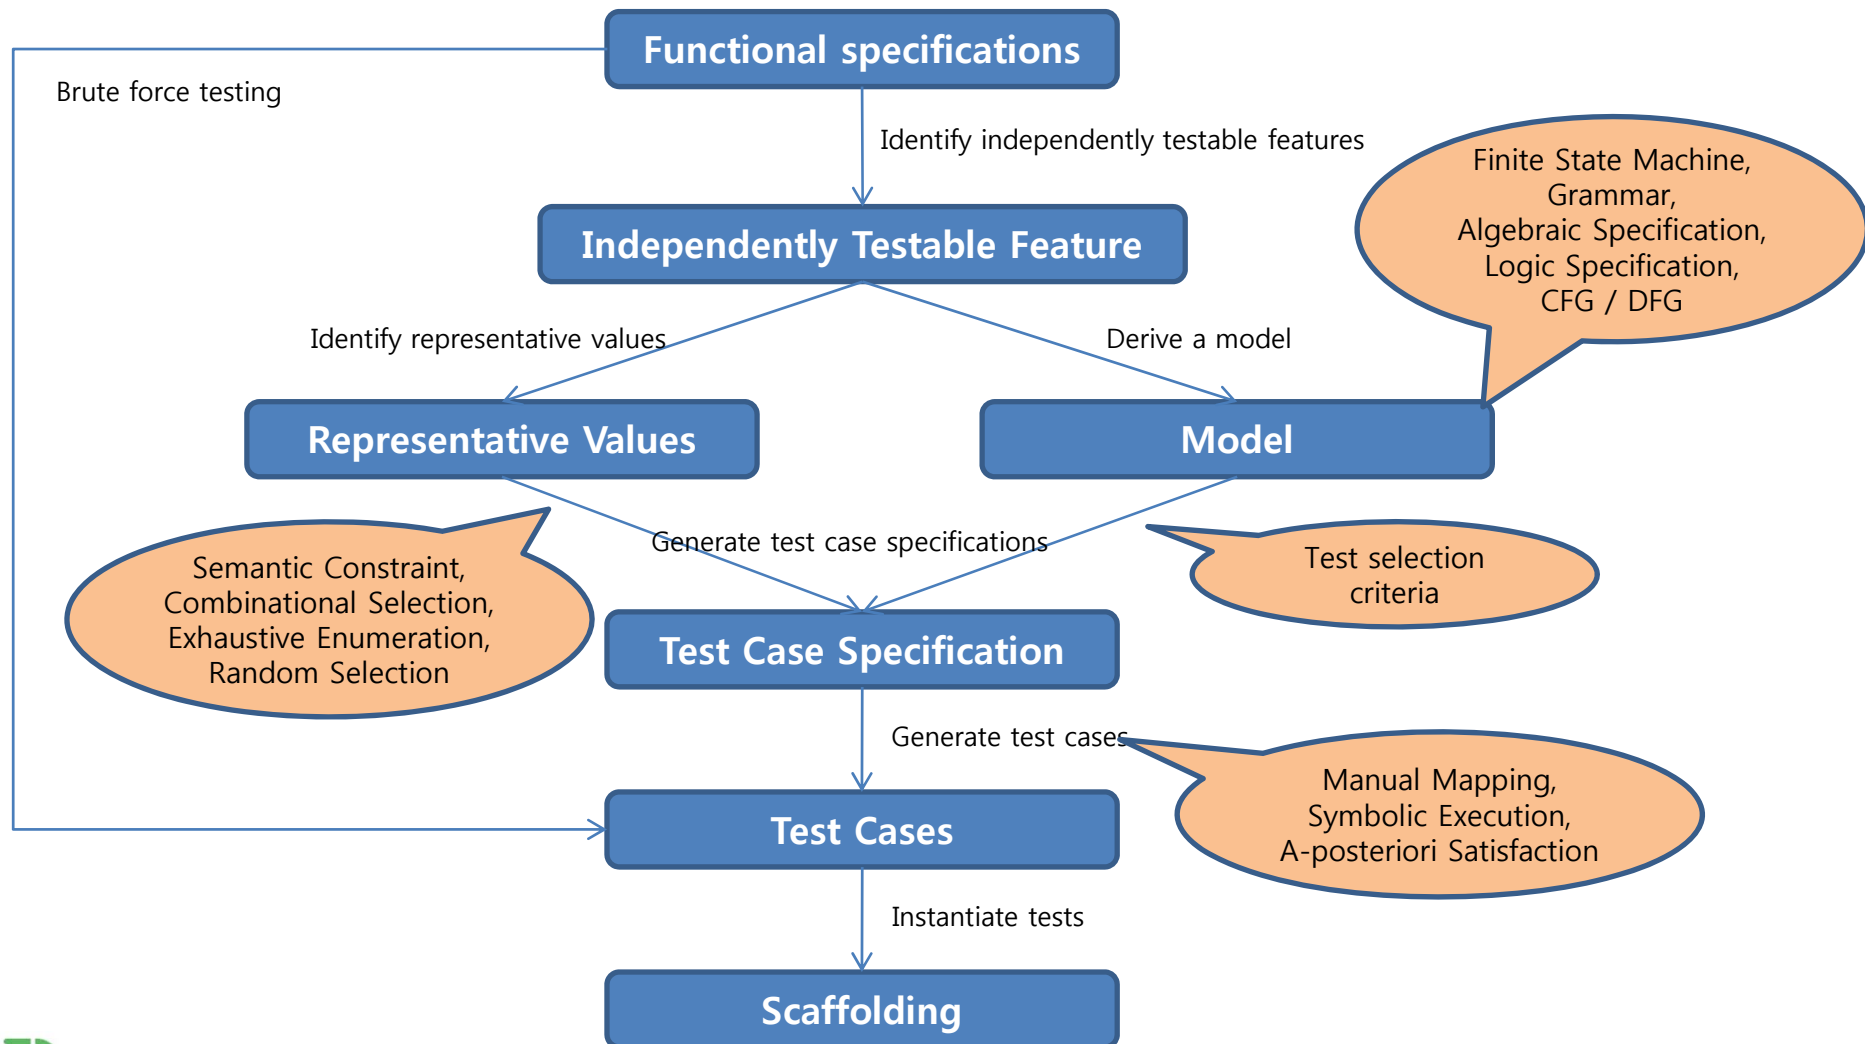 Functional specifications
Brute force testing
Identify independently testable features
Finite State Machine,
Grammar,
Algebraic Specification,
Logic Specification,
CFG / DFG
Independently Testable Feature
Identify representative values
Derive a model
Representative Values
Model
Generate test case specifications
Semantic Constraint,
Combinational Selection,
Exhaustive Enumeration,
Random Selection
Test selection
criteria
Test Case Specification
Generate test cases
Manual Mapping,
Symbolic Execution,
A-posteriori Satisfaction
Test Cases
Instantiate tests
Scaffolding